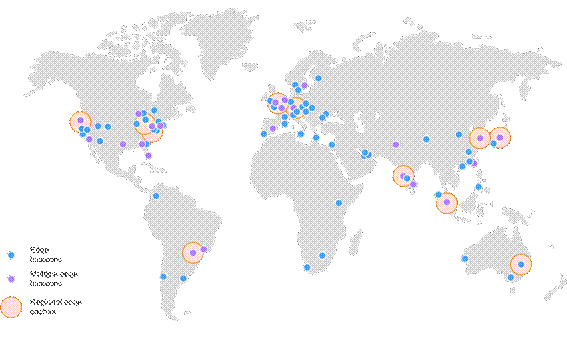 Edge
locations
Multiple edge
locations
Regional edge
caches